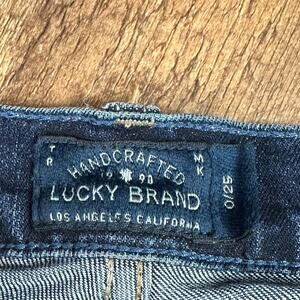 TR MK
HANDCRAFTED
19 90
LUCKY BRAND
LOS ANGELES CALIFORNIA
0/25